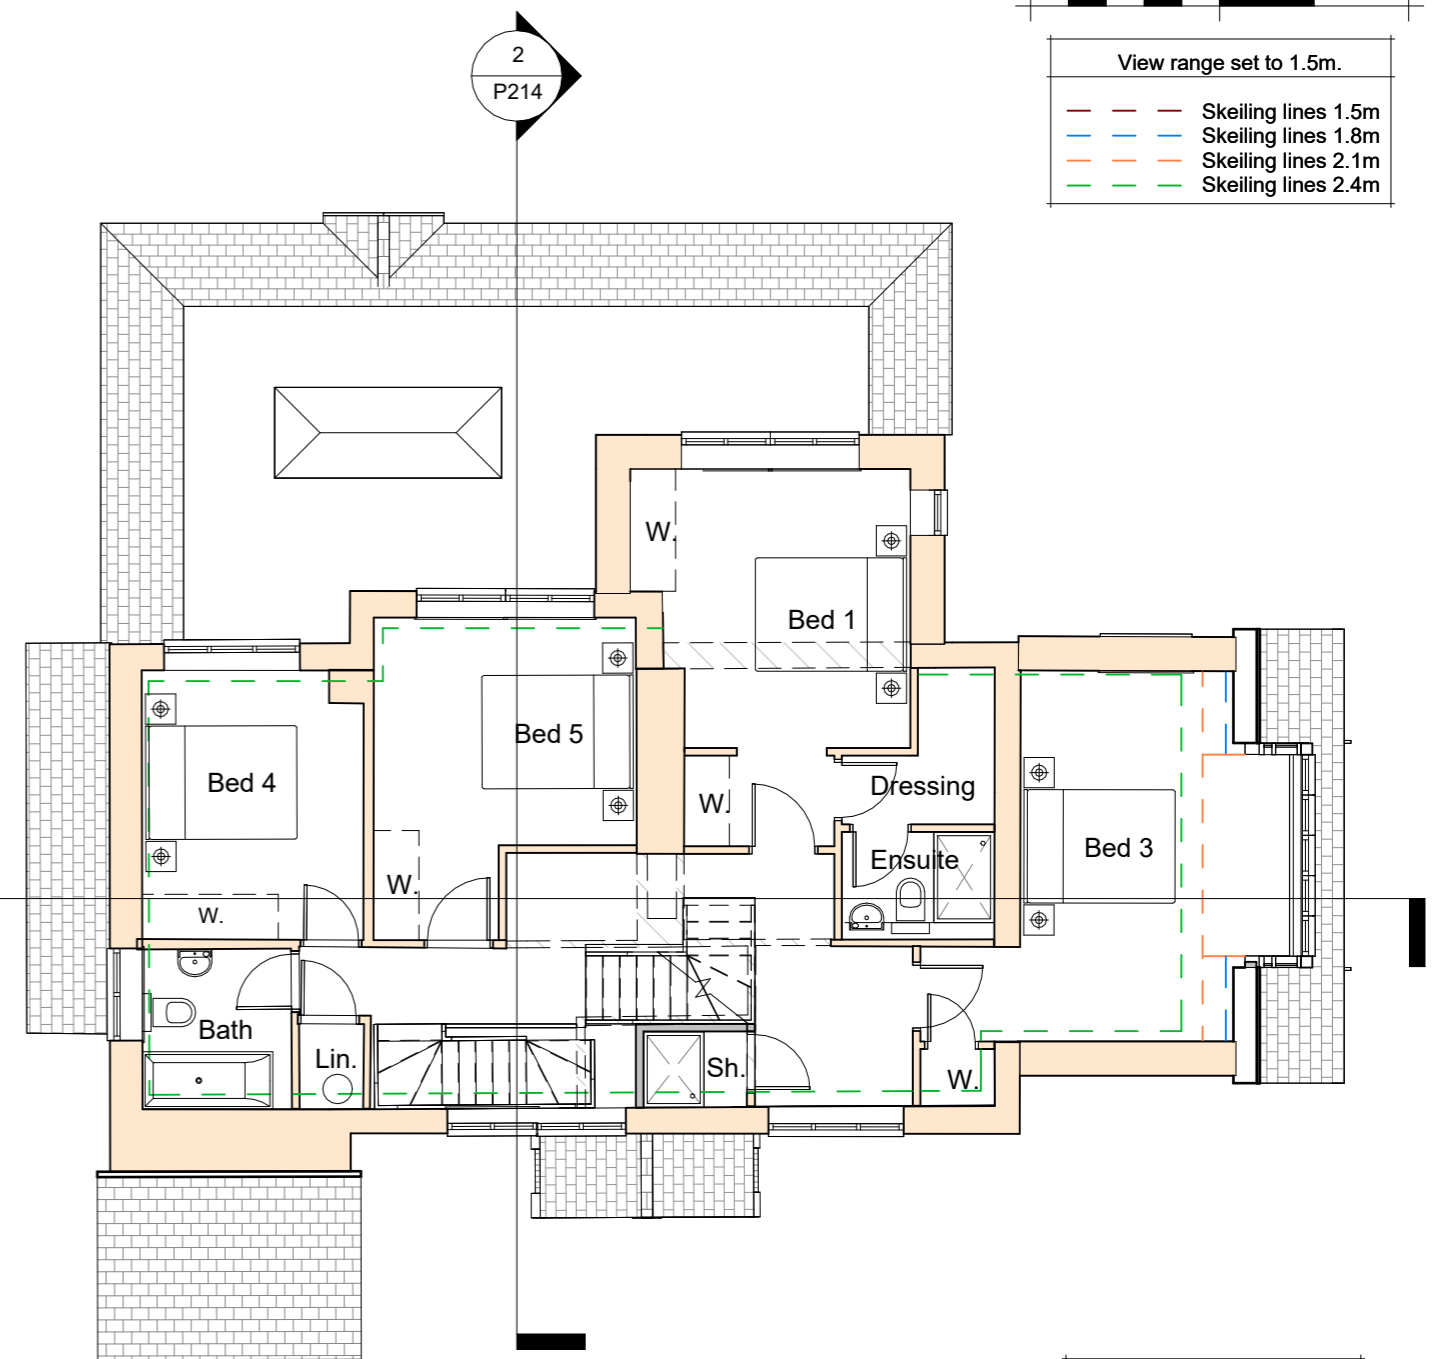 2
P214
View range set to 1.5m.
Skeiling lines 1.5m
Skeiling lines 1.8m
Skeiling lines 2.1m
Skeiling lines 2.4m
W.
Bed 1
Bed 5
Bed 4
Dressing
W.
Bed 3
Ensuite
W.
W.
Bath
Lin.
Sh.
W.